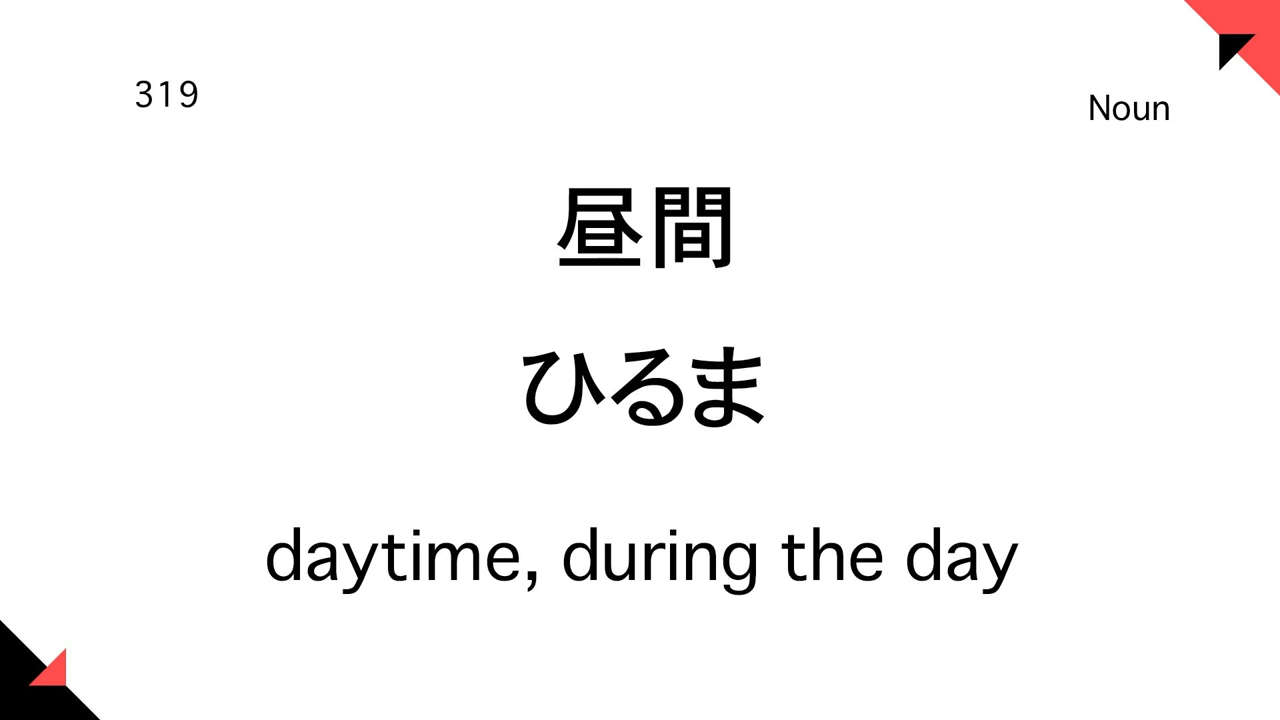 319
Noun
昼間
ひるま
daytime, during the day